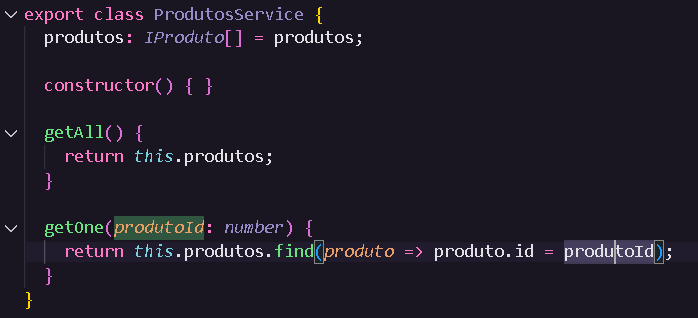 export class ProdutosService {
produtos: IProduto[] = produtos;
constructor() { }
getAll() {
return this.produtos;
}
getOne(produtoId: number) {
return this.produtos.find(produto => produto.id = produtoId);
}
}